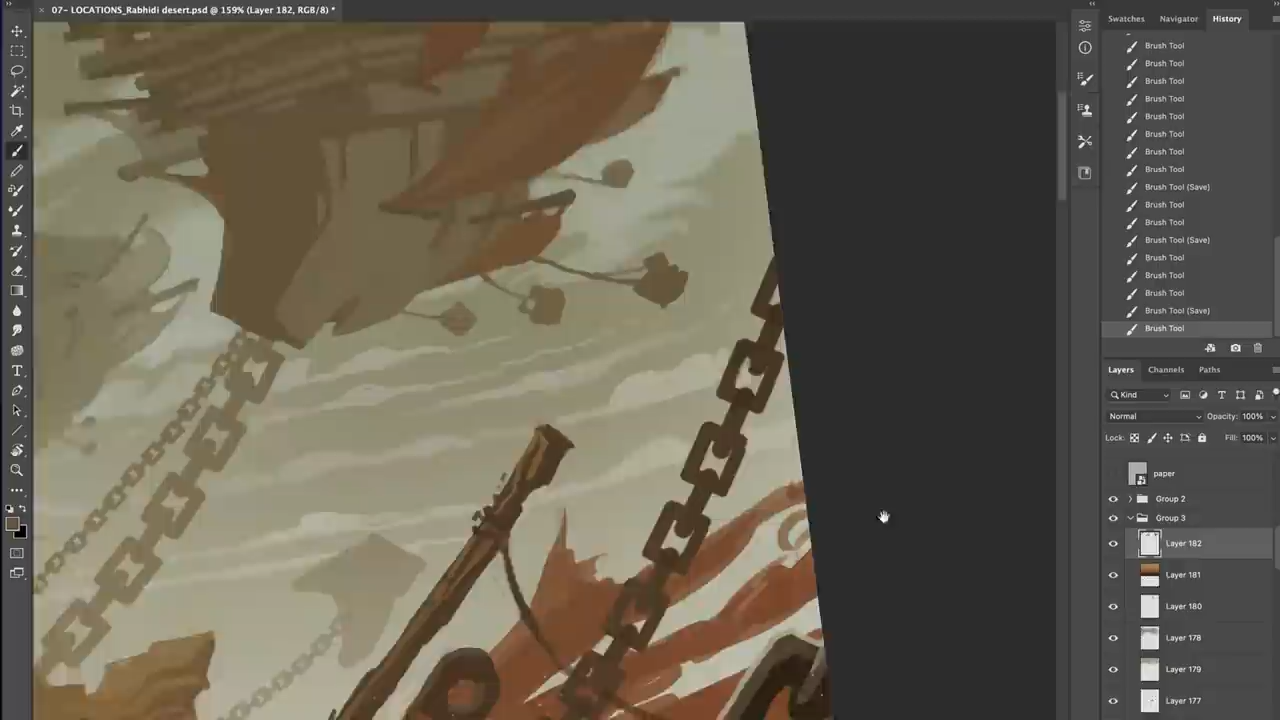 07- LOCATIONS_Rabhidi desert.psd @ 159% (Layer 182, RGB/8) *
Swatches Navigator History
Brush Tool
Brush Tool
Brush Tool
Brush Tool
Brush Tool
Brush Tool
Brush Tool
Brush Tool
Brush Tool (Save)
Brush Tool
Brush Tool
Brush Tool (Save)
Brush Tool
Brush Tool
Brush Tool
Brush Tool (Save)
Brush Tool
Layers Channels Paths
Kind
Normal Opacity: 100%
Lock: Fill: 100%
paper
Group 2
Group 3
Layer 182
Layer 181
Layer 180
Layer 178
Layer 179
Layer 177